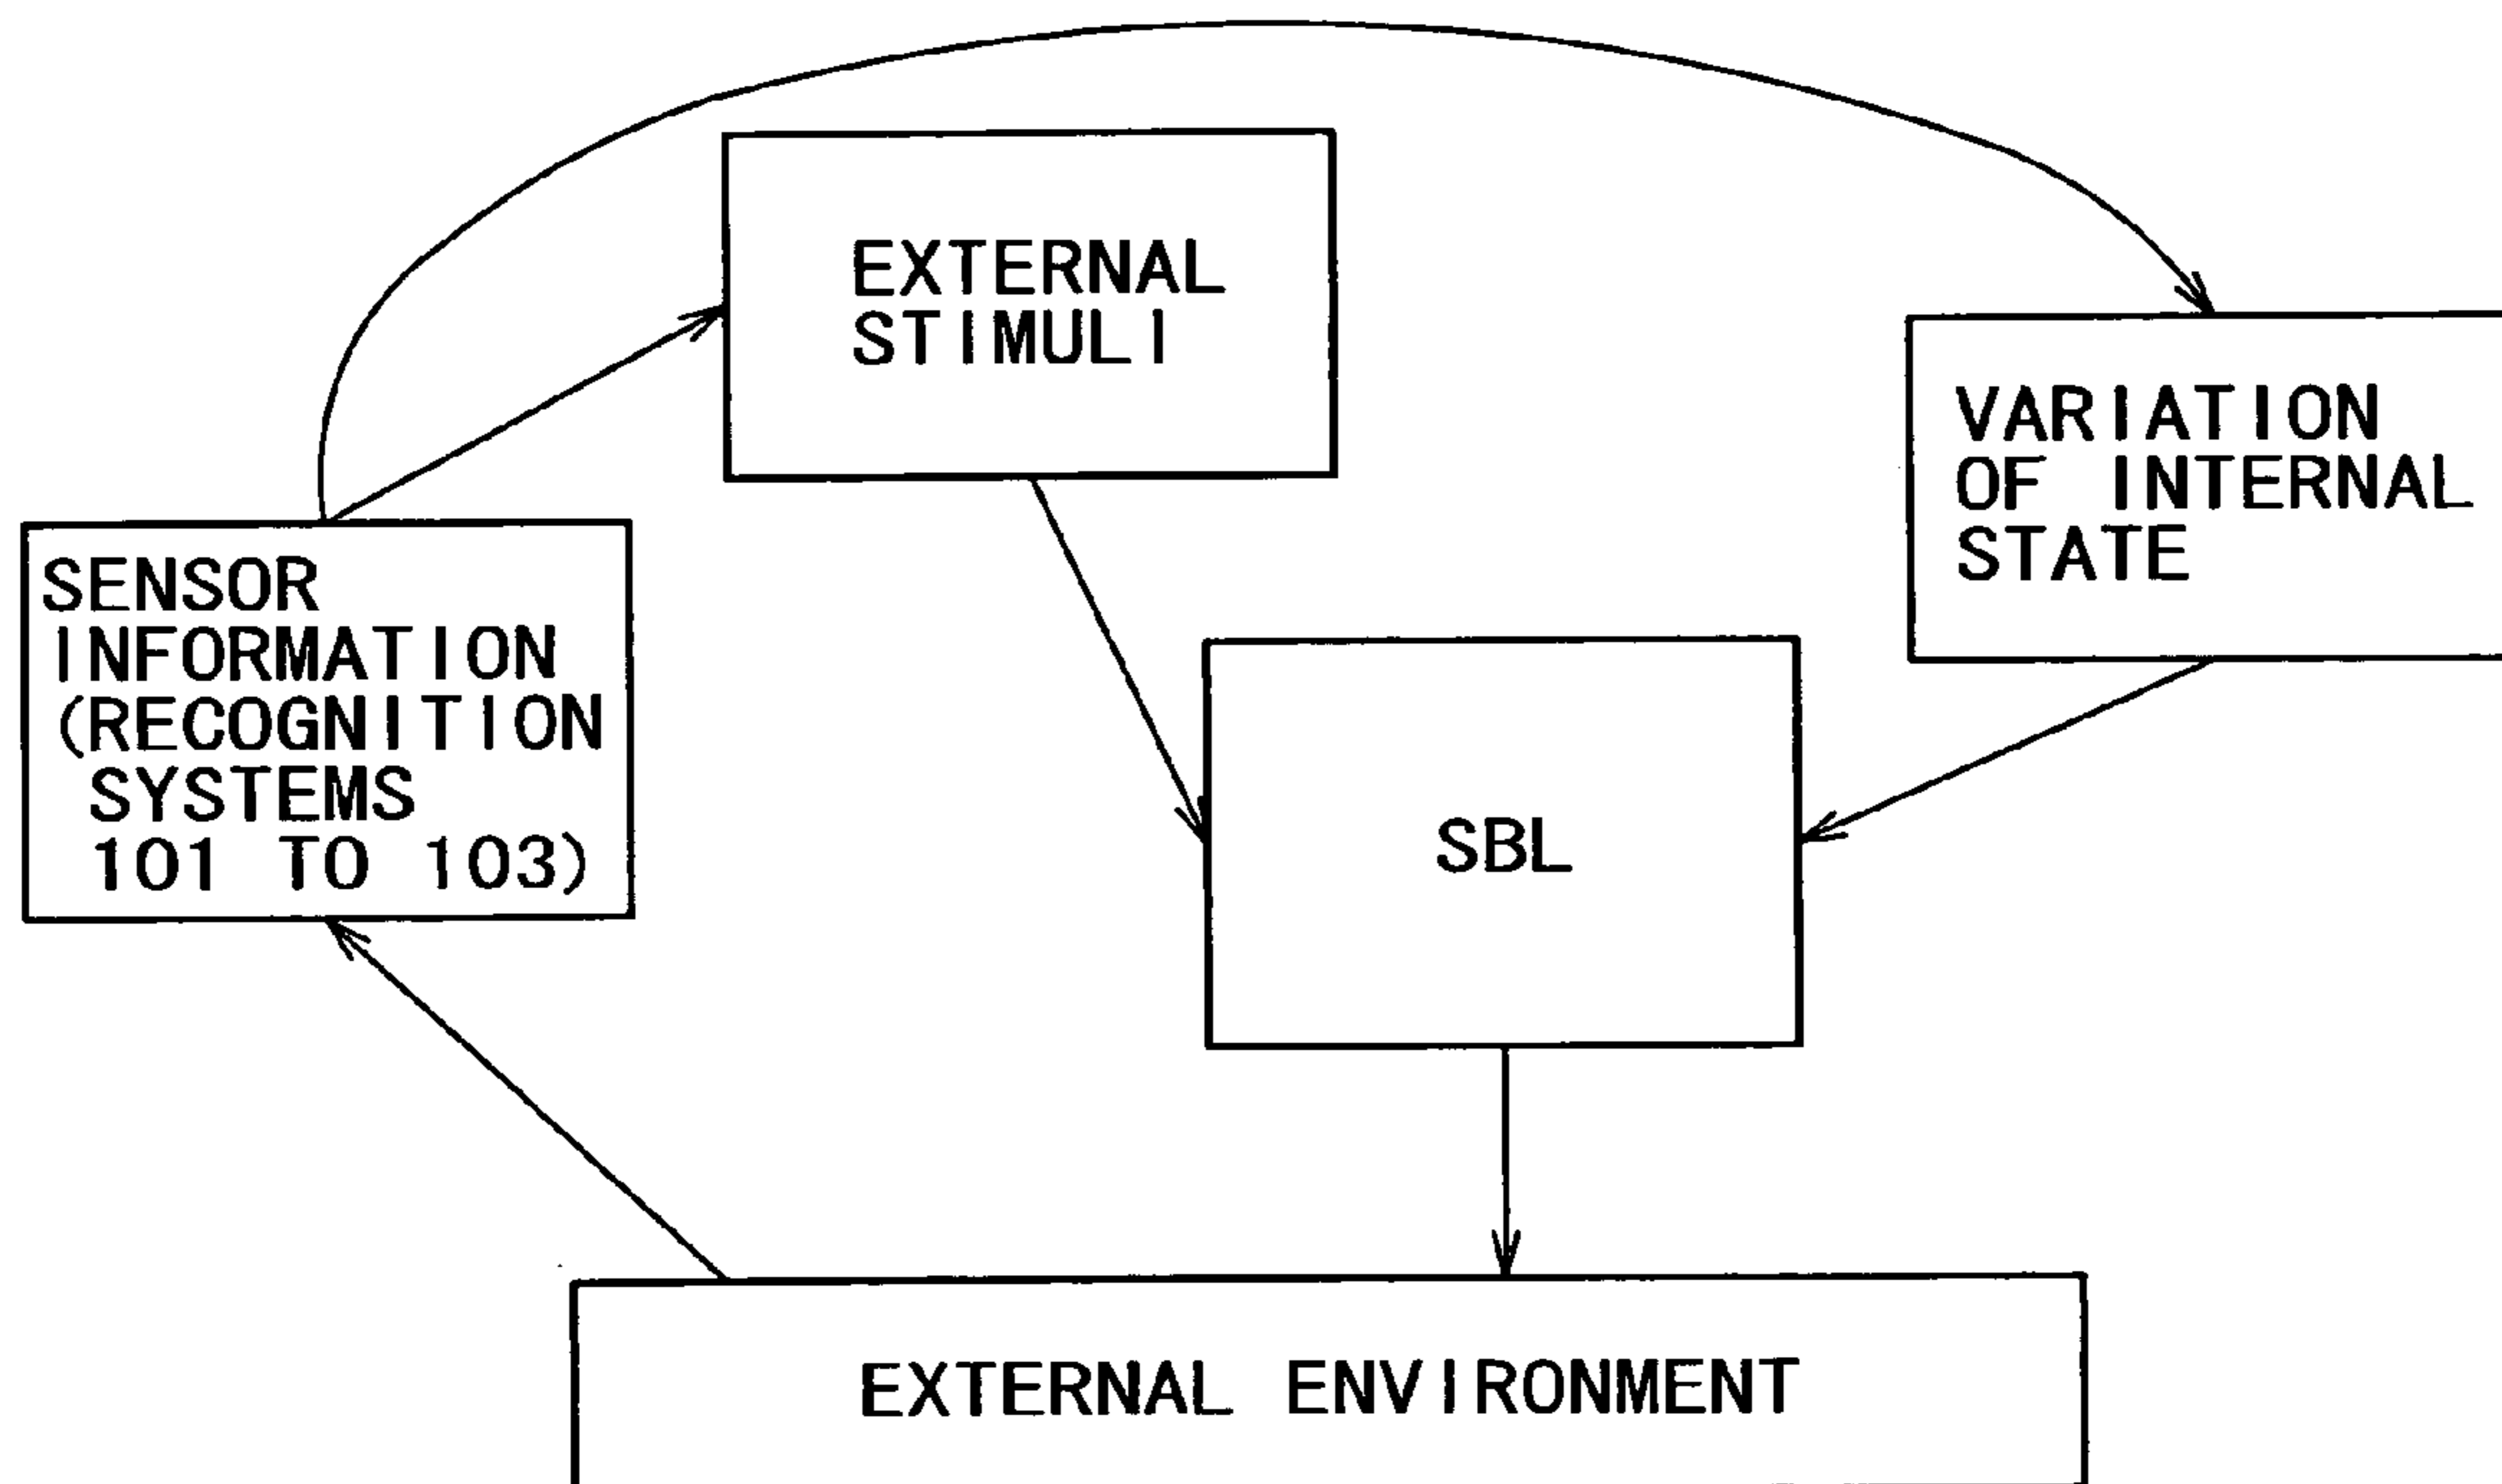 EXTERNAL
STIMULI
VARIATION
OF INTERNAL
STATE
SENSOR
INFORMATION
(RECOGNITION
SYSTEMS
101 TO 103)
SBL
EXTERNAL ENVIRONMENT